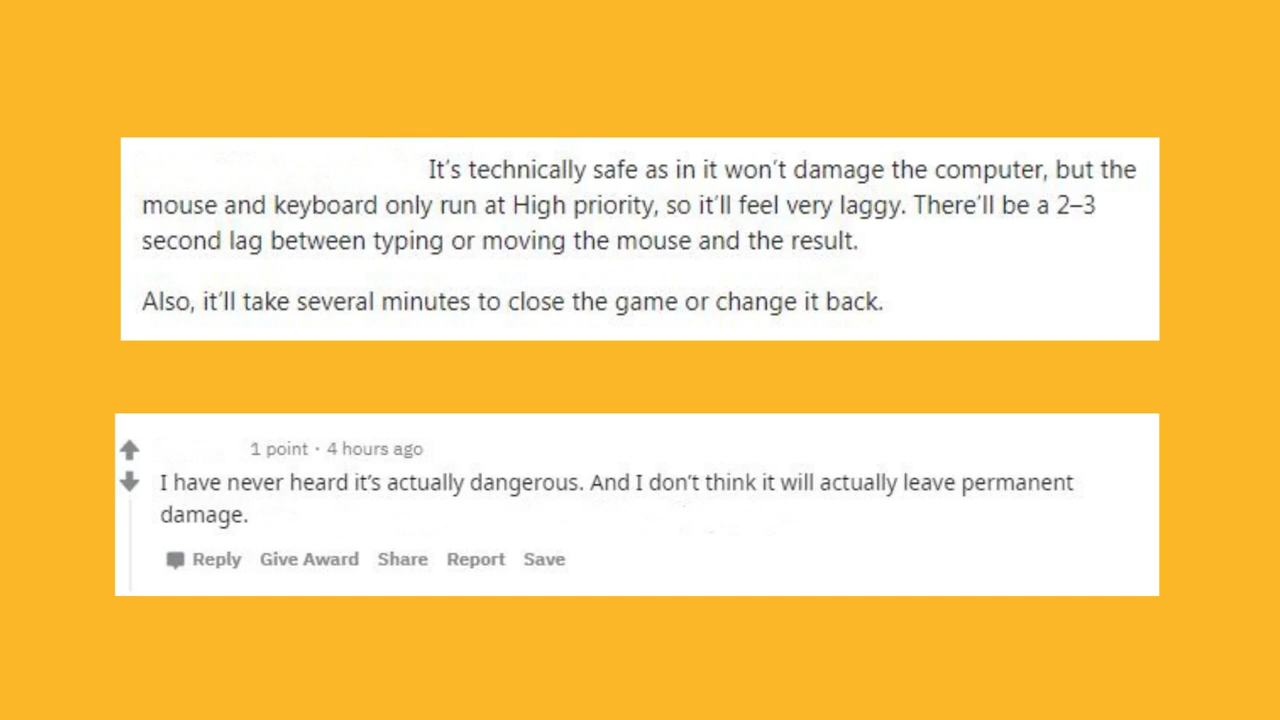 It's technically safe as in it won't damage the computer, but the
mouse and keyboard only run at High priority, so it'll feel very laggy. There'll be a 2–3
second lag between typing or moving the mouse and the result.
Also, it'll take several minutes to close the game or change it back.
1 point · 4 hours ago
I have never heard it's actually dangerous. And I don't think it will actually leave permanent
damage.
Reply Give Award Share Report Save